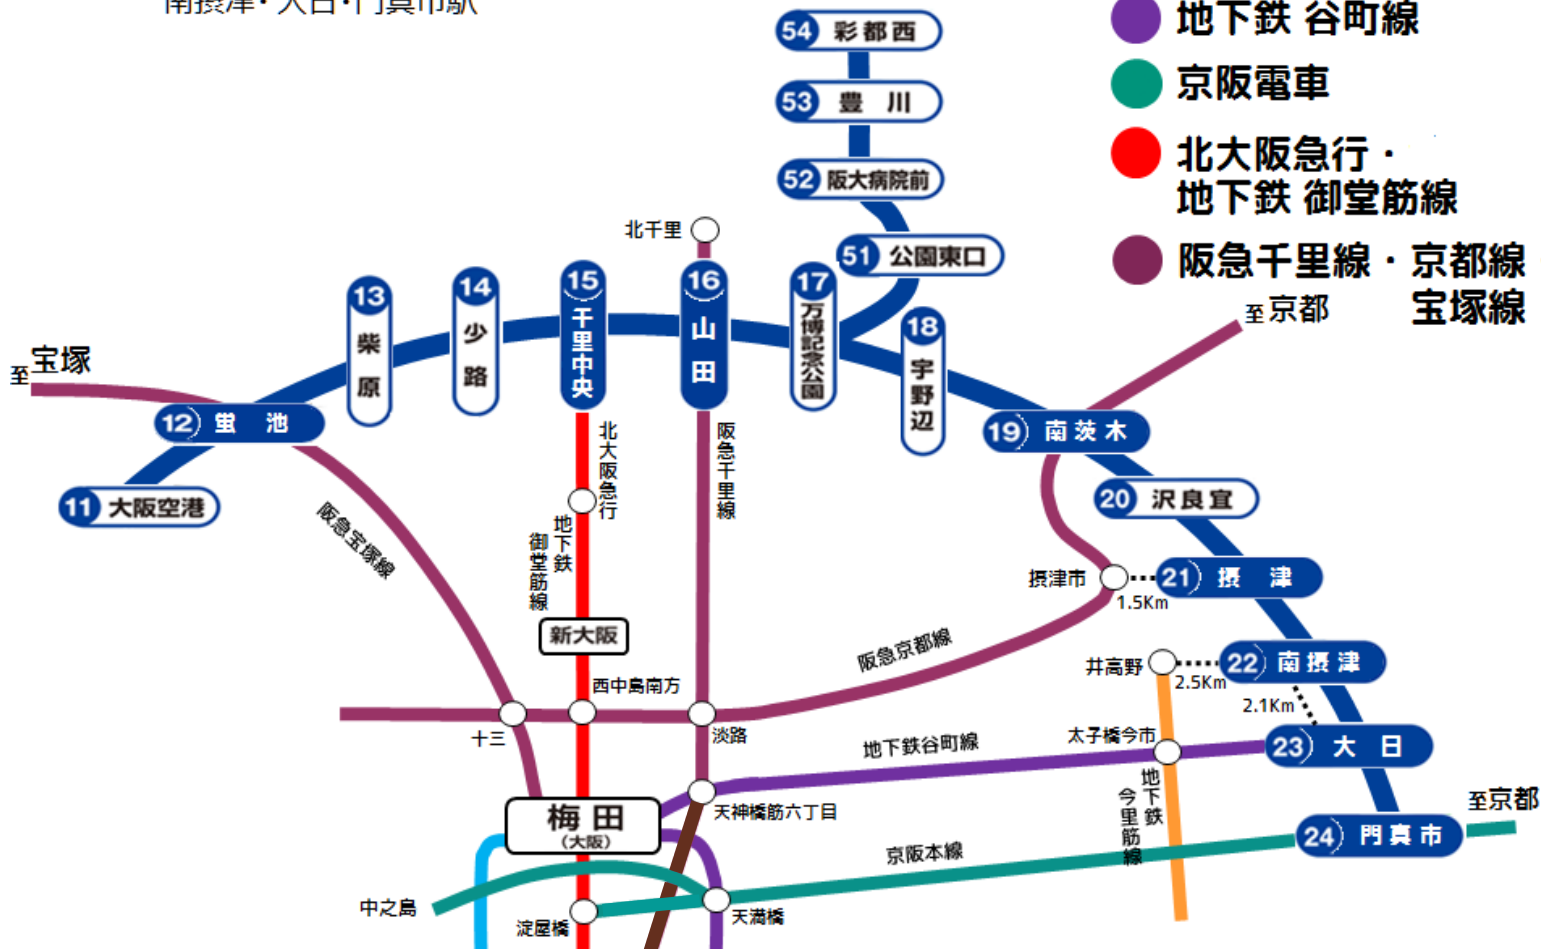 南摂津・大日・門真市駅
地下鉄 谷町線
京阪電車
北大阪急行・
地下鉄 御堂筋線
阪急千里線・京都線
宝塚線
54 彩都西
53 豊川
52 阪大病院前
51 公園東口
北千里
13 柴原
14 少路
15 千里中央
16 山田
17 万博記念公園
18 宇野辺
至京都
至宝塚
12 蛍池
11 大阪空港
19 南茨木
20 沢良宜
21 摂津
22 南摂津
23 大日
24 門真市
至京都
北大阪急行
阪急千里線
阪急宝塚線
地下鉄
御堂筋線
新大阪
摂津市
1.5Km
井高野
2.5Km
2.1Km
阪急京都線
西中島南方
十三
淡路
太子橋今市
地下鉄谷町線
地下鉄
今里筋線
天神橋筋六丁目
梅田
(大阪)
京阪本線
中之島
淀屋橋
天満橋